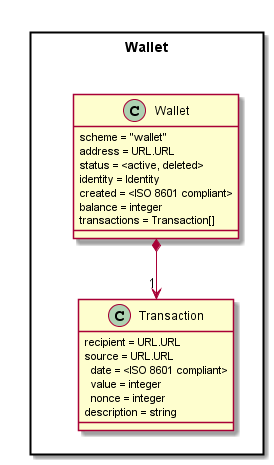 Wallet
C Wallet
scheme = "wallet"
address = URL.URL
status = <active, deleted>
identity = Identity
created = <ISO 8601 compliant>
balance = integer
transactions = Transaction[]
1
C Transaction
recipient = URL.URL
source = URL.URL
date = <ISO 8601 compliant>
value = integer
nonce = integer
description = string